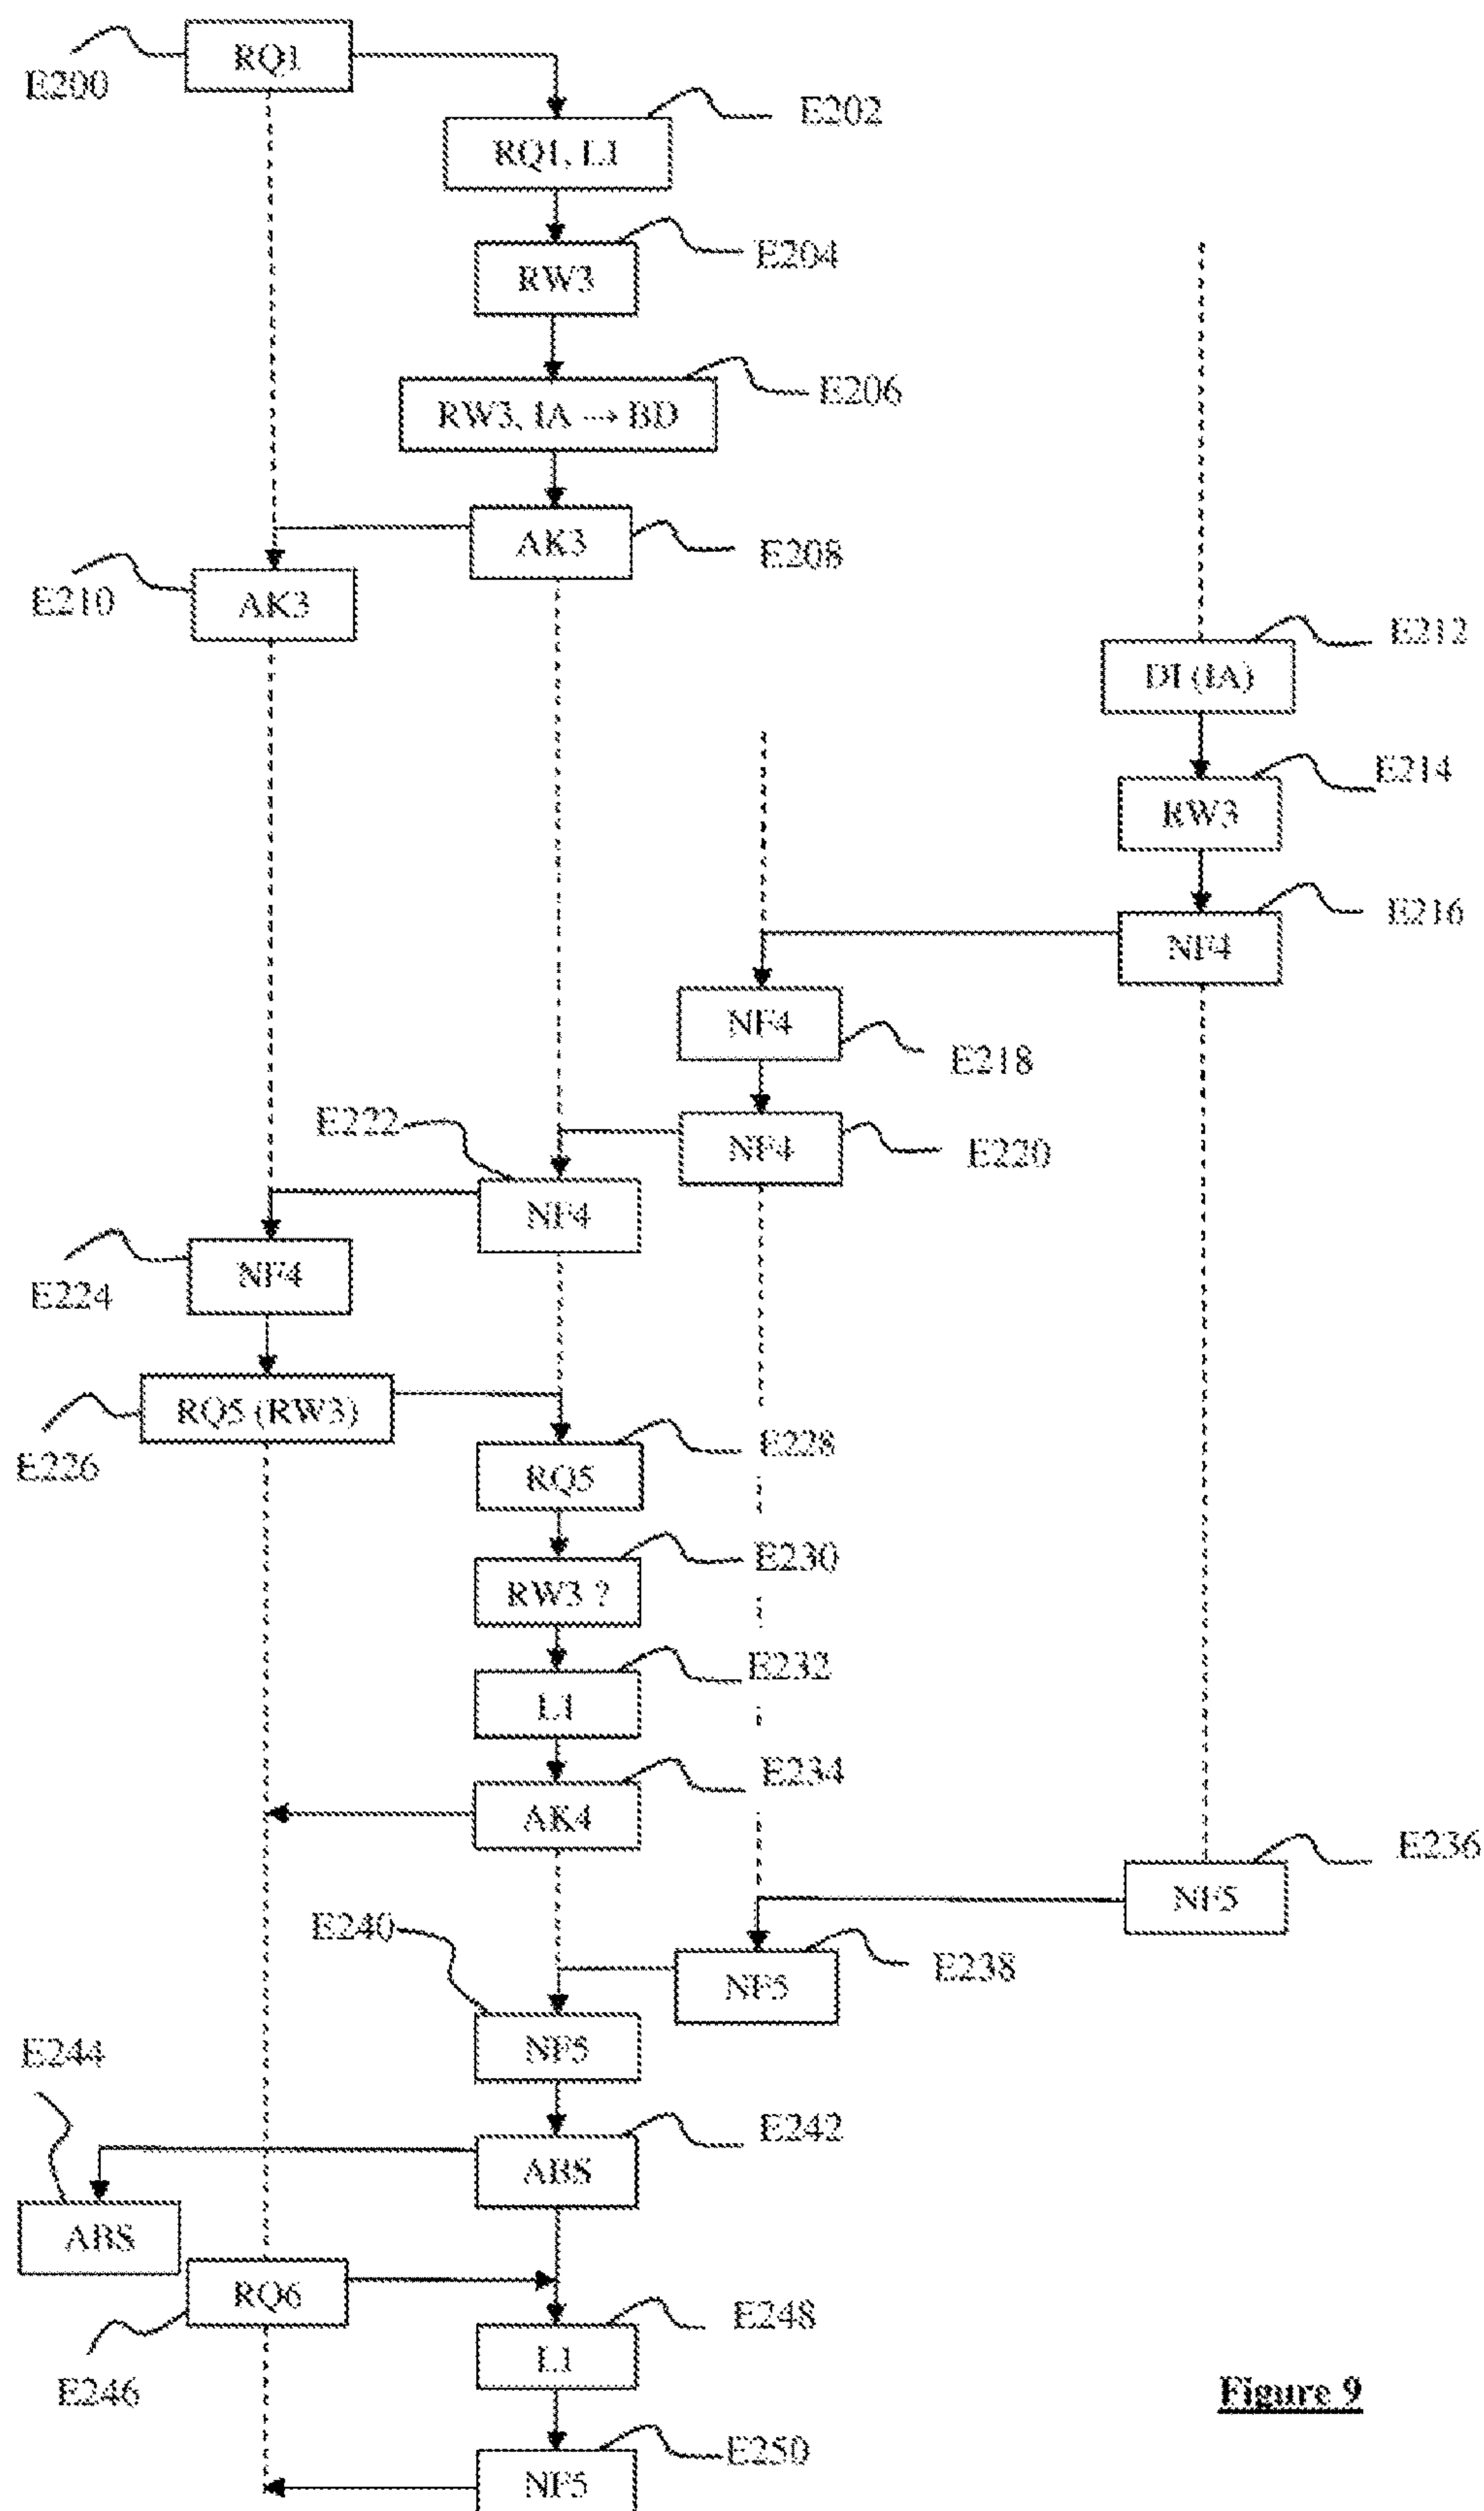 RQ1
E200
E202
RQ1, L1
E204
RW3
E206
RW3, IA → BD
AK3
E208
E210
AK3
E212
DI (IA)
E214
RW3
E216
NF4
NF4
E218
E222
NF4
E220
NF4
E224
NF4
RQ5 (RW3)
E226
E228
RQ5
E230
RW3 ?
E232
L1
E234
AK4
E236
NF5
E240
E238
NF5
NF5
E244
E242
ABS
ABS
RQ6
E248
E246
L1
Figure 9
E250
NF5